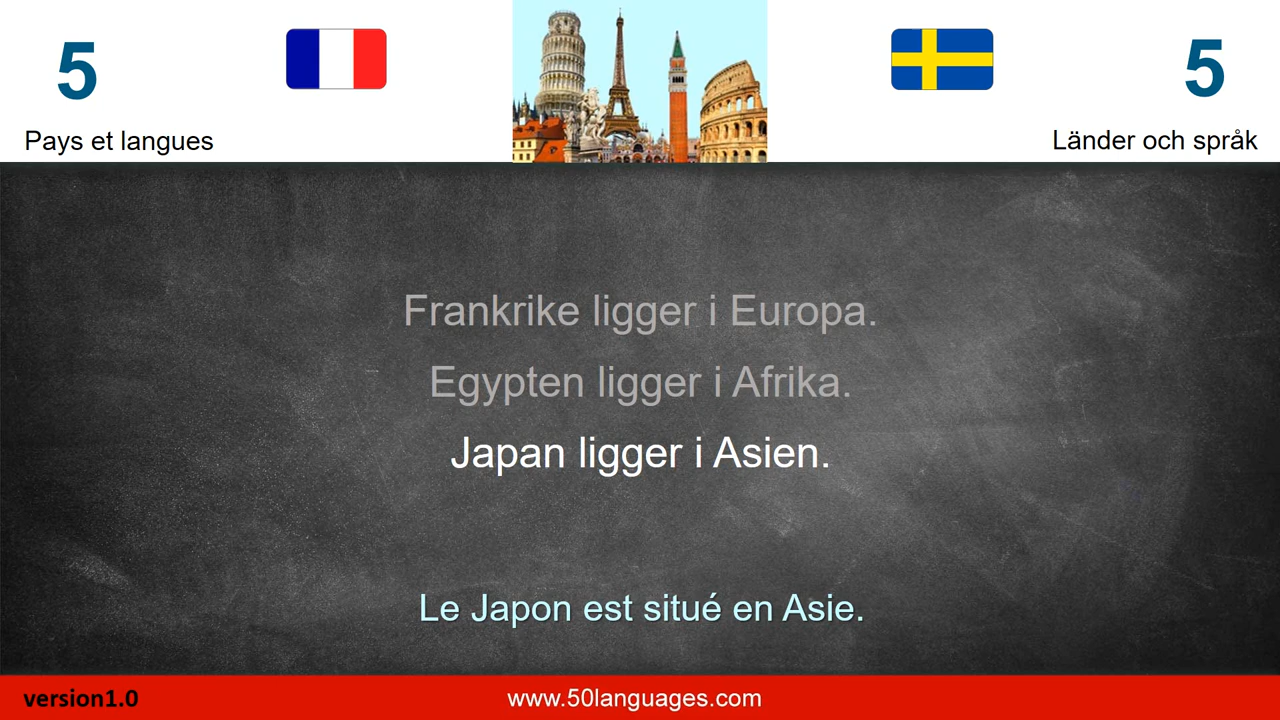 5
5
Pays et langues
Länder och språk
Frankrike ligger i Europa.
Egypten ligger i Afrika.
Japan ligger i Asien.
Le Japon est situé en Asie.
version1.0
www.50languages.com